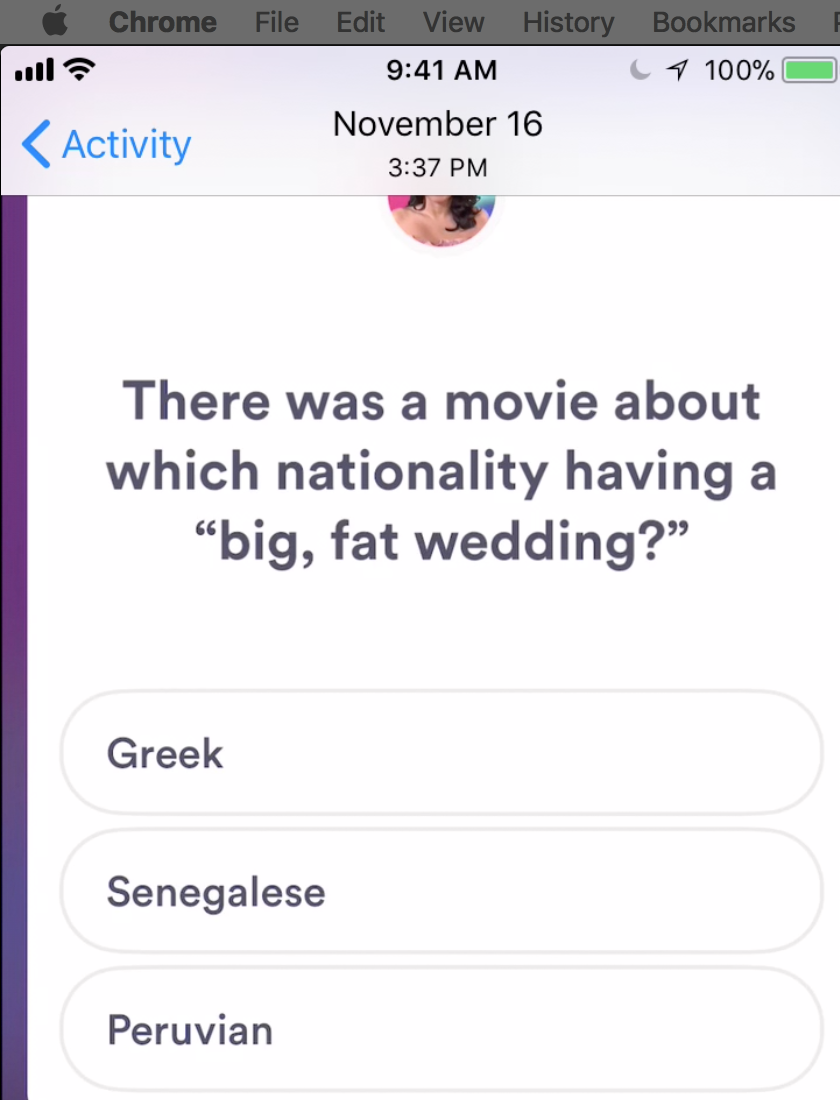 Chrome File Edit View History Bookmarks
9:41 AM 100%
Activity
November 16
3:37 PM
There was a movie about
which nationality having a
“big, fat wedding?”
Greek
Senegalese
Peruvian